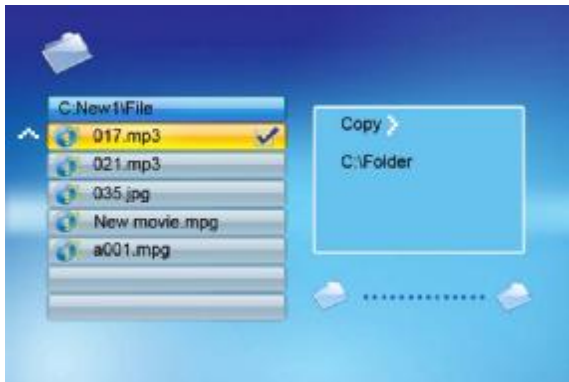 C:New1\File
017.mp3
021.mp3
035.jpg
New movie.mpg
a001.mpg
Copy >
C:\Folder